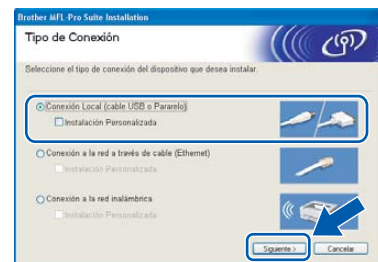 Brother MFL-Pro Suite Installation
Tipo de Conexión
Seleccione el tipo de conexión del dispositivo que desea instalar.
Conexión Local (cable USB o Pararelo)
Instalación Personalizada
Conexión a la red a través de cable (Ethernet)
Instalación Personalizada
Conexión a la red inalámbrica
Instalación Personalizada
Siguiente > Cancelar